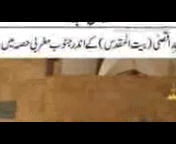 اقصیٰ (بیت المقدس) کے اندر جنوب مغربی حصہ میں